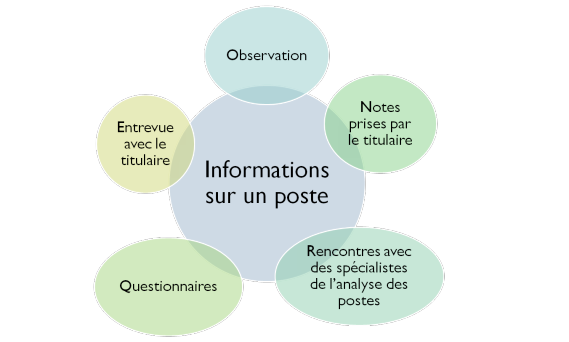 Observation
Notes
prises par
le titulaire
Entrevue
avec le
titulaire
Informations
sur un poste
Rencontres avec
des spécialistes
de l'analyse des
postes
Questionnaires